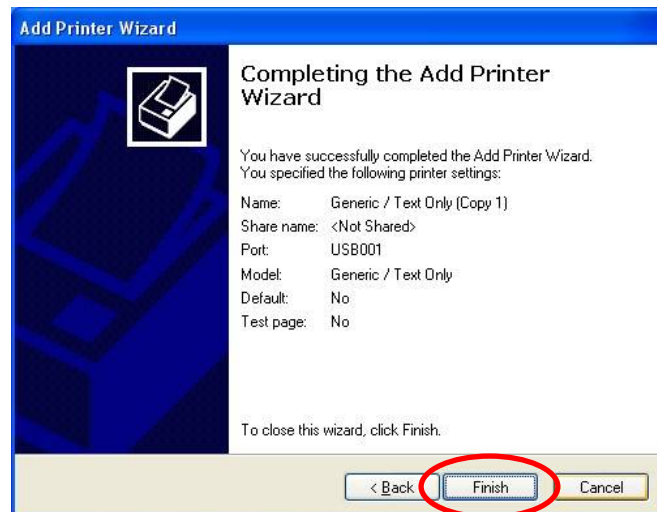 Add Printer Wizard
Completing the Add Printer
Wizard
You have successfully completed the Add Printer Wizard.
You specified the following printer settings:
Name: Generic / Text Only (Copy 1)
Share name: <Not Shared>
Port: USB001
Model: Generic / Text Only
Default: No
Test page: No
To close this wizard, click Finish.
< Back Finish Cancel